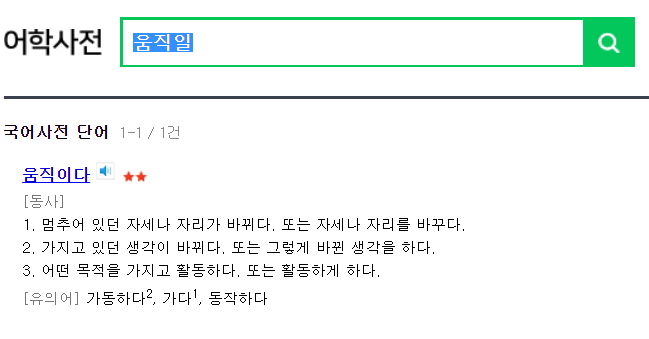 어학사전 움직일
국어사전 단어 1-1 / 1건
움직이다 ★★
[동사]
1. 멈추어 있던 자세나 자리가 바뀌다. 또는 자세나 자리를 바꾸다.
2. 가지고 있던 생각이 바뀌다. 또는 그렇게 바뀐 생각을 하다.
3. 어떤 목적을 가지고 활동하다. 또는 활동하게 하다.
[유의어] 가동하다², 가다¹, 동작하다